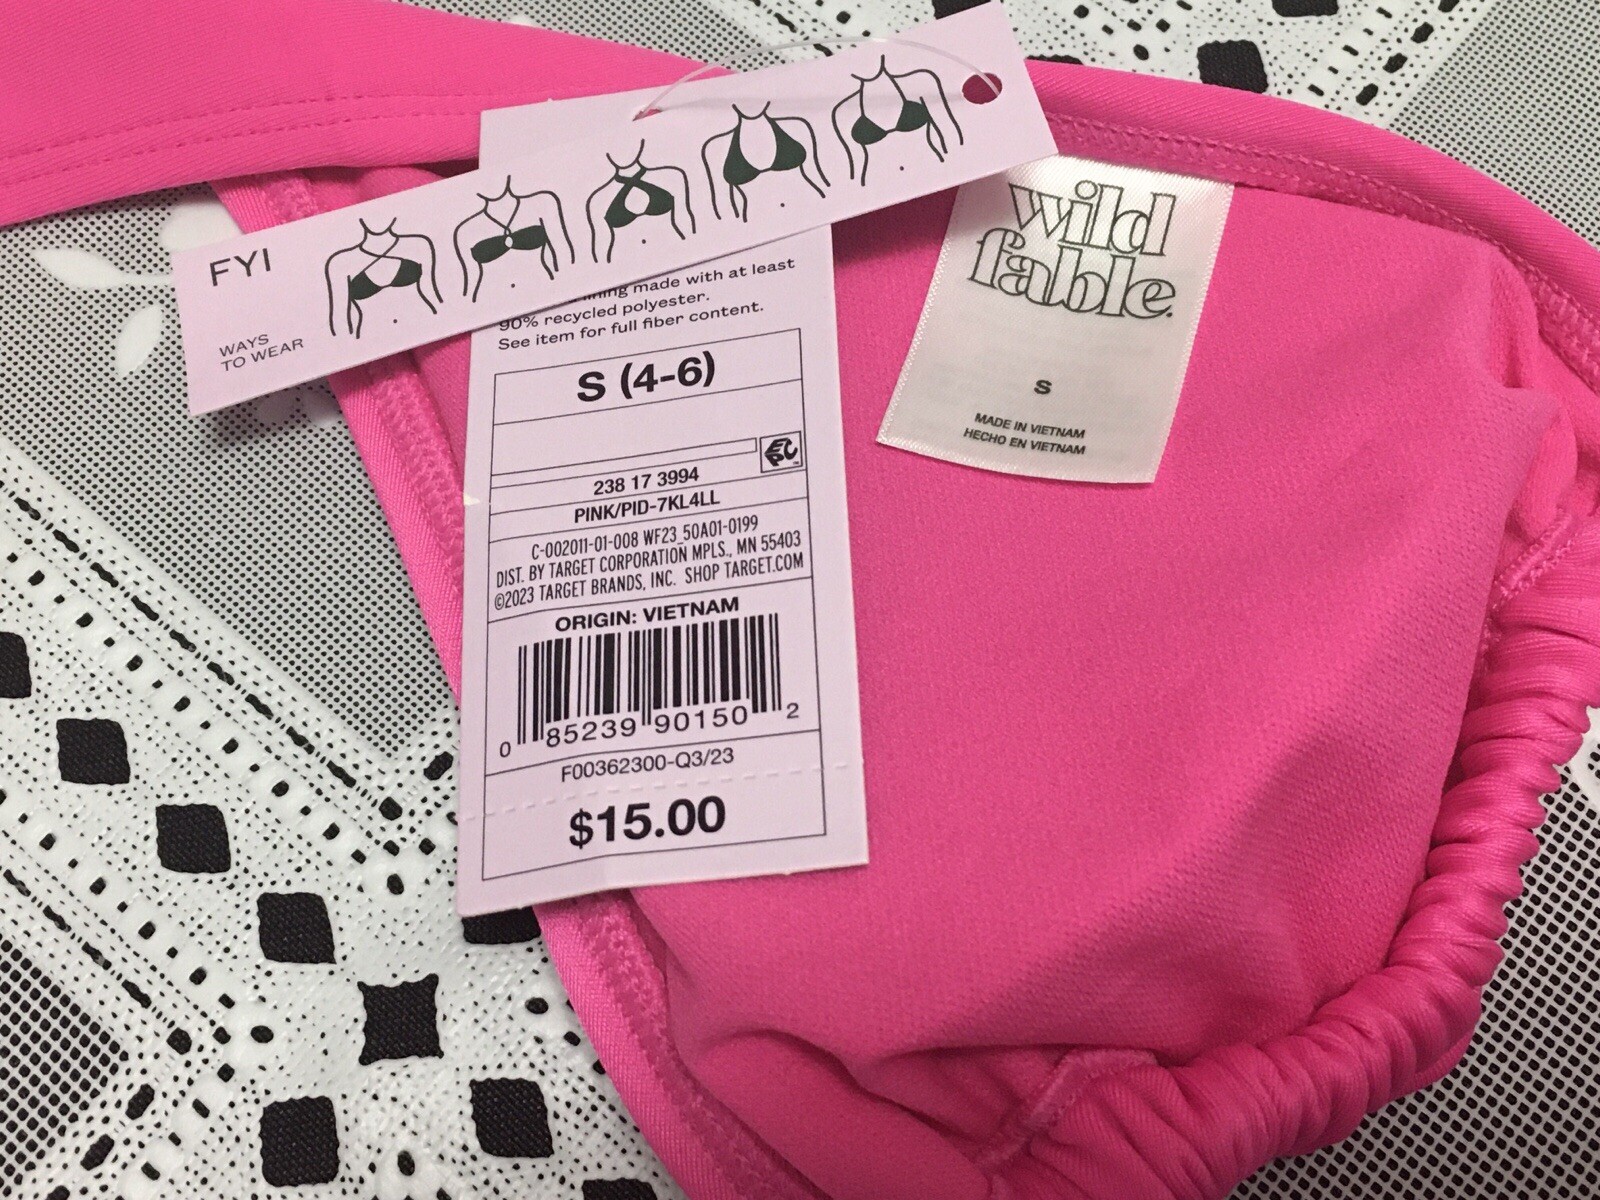 FYI
WAYS
TO WEAR
made with at least
90% recycled polyester.
See item for full fiber content.
S (4-6)
EPC
238 17 3994
PINK/PID-7KL4LL
C-002011-01-008 WF23_50A01-0199
DIST. BY TARGET CORPORATION MPLS., MN 55403
©2023 TARGET BRANDS, INC. SHOP TARGET.COM
ORIGIN: VIETNAM
0 85239 90150 2
F00362300-Q3/23
$15.00
wild
fable.
S
MADE IN VIETNAM
HECHO EN VIETNAM